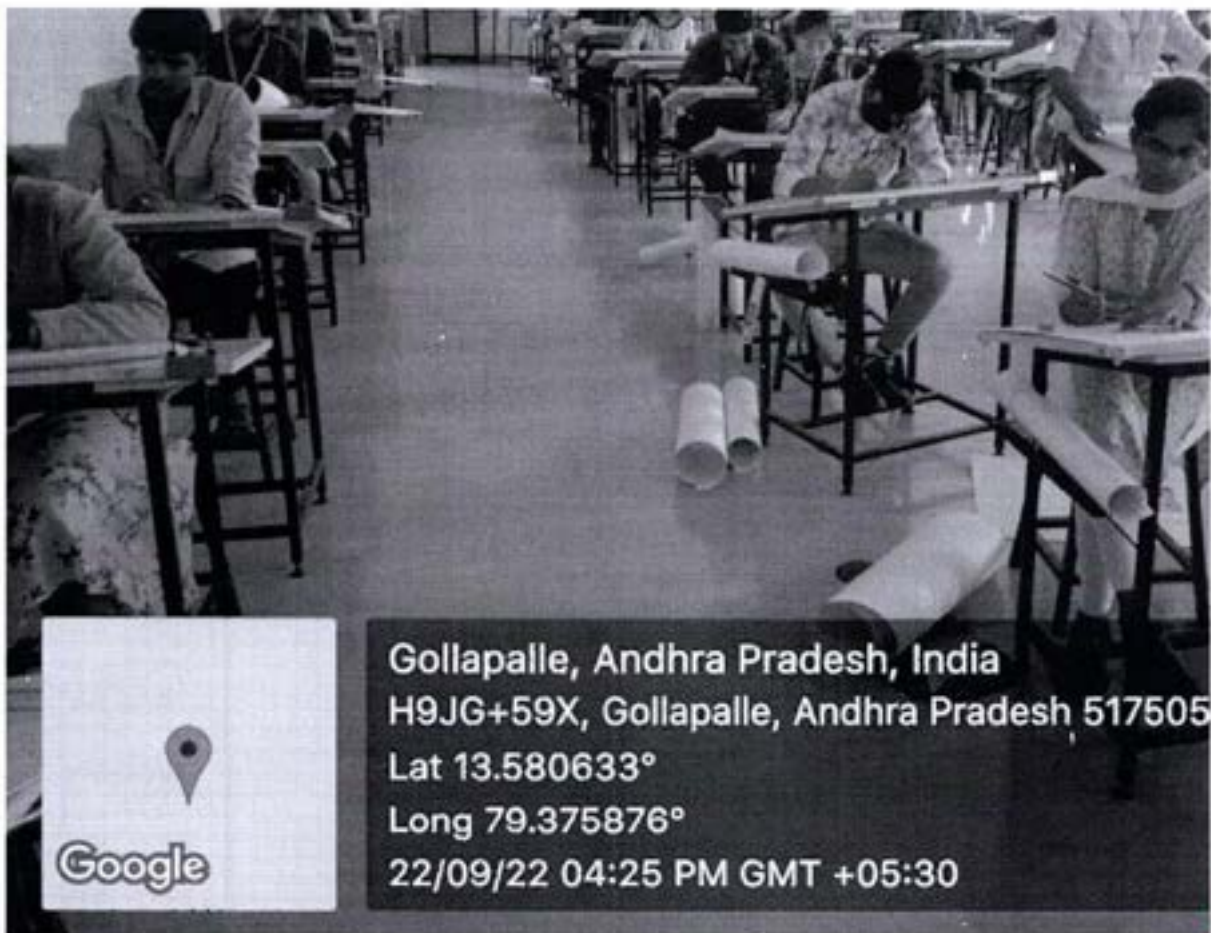 Gollapalle, Andhra Pradesh, India
H9JG+59X, Gollapalle, Andhra Pradesh 517505
Lat 13.580633°
Long 79.375876°
22/09/22 04:25 PM GMT +05:30
Google